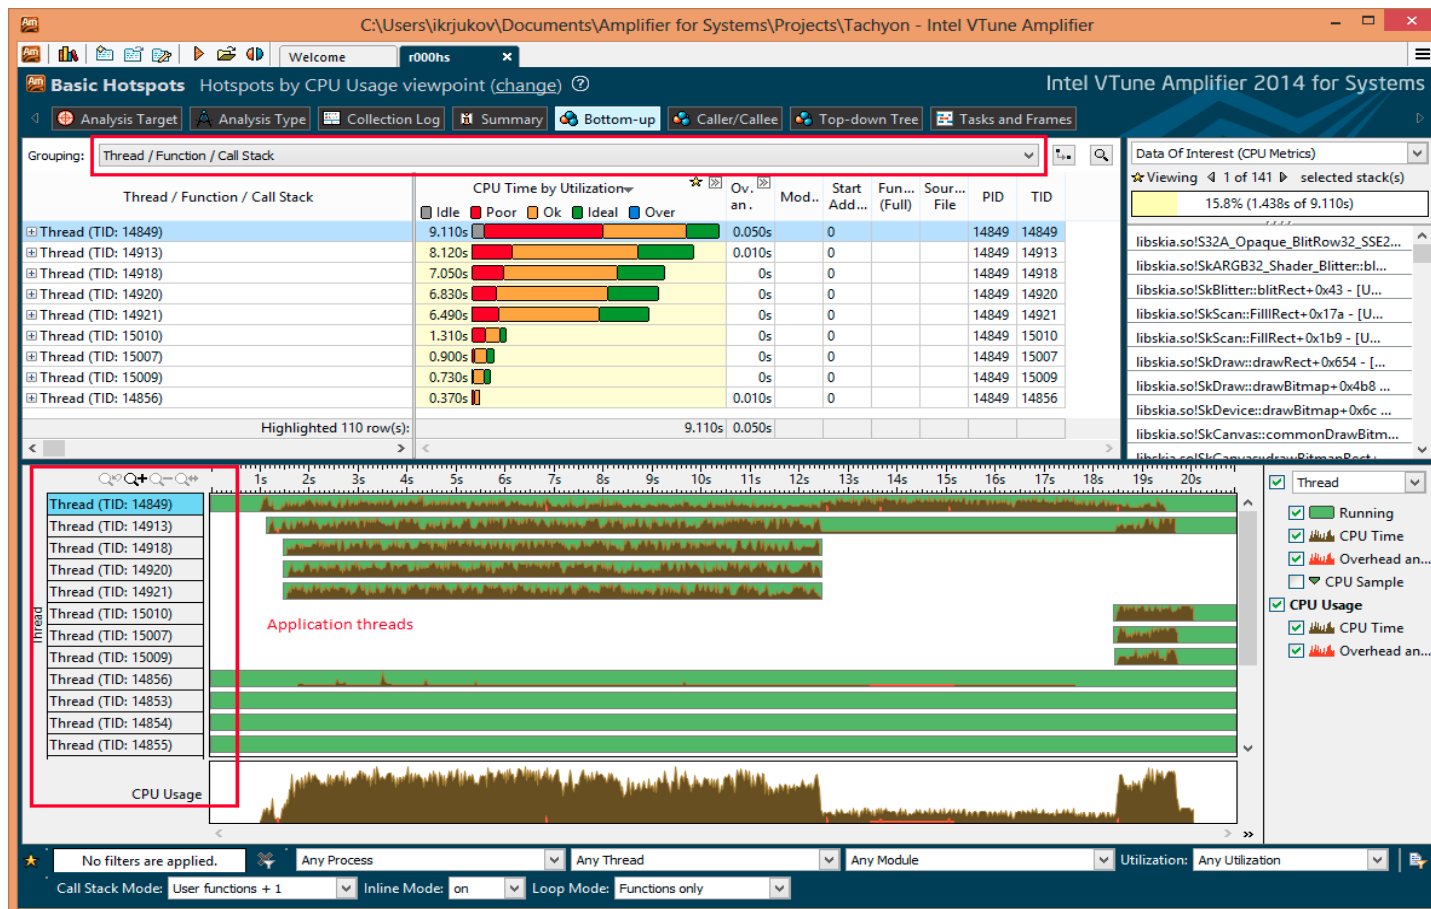 C:\Users\ikrjukov\Documents\Amplifier for Systems\Projects\Tachyon - Intel VTune Amplifier
Welcome r000hs
Basic Hotspots Hotspots by CPU Usage viewpoint (change) Intel VTune Amplifier 2014 for Systems
Analysis Target Analysis Type Collection Log Summary Bottom-up Caller/Callee Top-down Tree Tasks and Frames
Grouping: Thread / Function / Call Stack
Thread / Function / Call Stack CPU Time by Utilization Ov... an. Mod.. Start Add... Fun... (Full) Sour... File PID TID
Idle Poor Ok Ideal Over
Thread (TID: 14849) 9.110s 0.050s 0 14849 14849
Thread (TID: 14913) 8.120s 0.010s 0 14849 14913
Thread (TID: 14918) 7.050s 0s 0 14849 14918
Thread (TID: 14920) 6.830s 0s 0 14849 14920
Thread (TID: 14921) 6.490s 0s 0 14849 14921
Thread (TID: 15010) 1.310s 0s 0 14849 15010
Thread (TID: 15007) 0.900s 0s 0 14849 15007
Thread (TID: 15009) 0.730s 0s 0 14849 15009
Thread (TID: 14856) 0.370s 0.010s 0 14849 14856
Highlighted 110 row(s): 9.110s 0.050s
Data Of Interest (CPU Metrics)
Viewing 1 of 141 selected stack(s)
15.8% (1.438s of 9.110s)
libskia.so!S32A_Opaque_BlitRow32_SSE2...
libskia.so!SkARGB32_Shader_Blitter::bl...
libskia.so!SkBlitter::blitRect+0x43 - [U...
libskia.so!SkScan::FillIRect+0x17a - [U...
libskia.so!SkScan::FillRect+0x1b9 - [U...
libskia.so!SkDraw::drawRect+0x654 - [...
libskia.so!SkDraw::drawBitmap+0x4b8 ...
libskia.so!SkDevice::drawBitmap+0x6c ...
libskia.so!SkCanvas::commonDrawBitm...
libskia.so!SkCanvas::drawBitmapRect+
1s 2s 3s 4s 5s 6s 7s 8s 9s 10s 11s 12s 13s 14s 15s 16s 17s 18s 19s 20s
Thread
Thread (TID: 14849)
Thread (TID: 14913)
Thread (TID: 14918)
Thread (TID: 14920)
Thread (TID: 14921)
Thread (TID: 15010)
Thread (TID: 15007)
Thread (TID: 15009)
Thread (TID: 14856)
Thread (TID: 14853)
Thread (TID: 14854)
Thread (TID: 14855)
Application threads
CPU Usage
Thread
Running
CPU Time
Overhead an...
CPU Sample
CPU Usage
CPU Time
Overhead an...
No filters are applied. Any Process Any Thread Any Module Utilization: Any Utilization
Call Stack Mode: User functions + 1 Inline Mode: on Loop Mode: Functions only